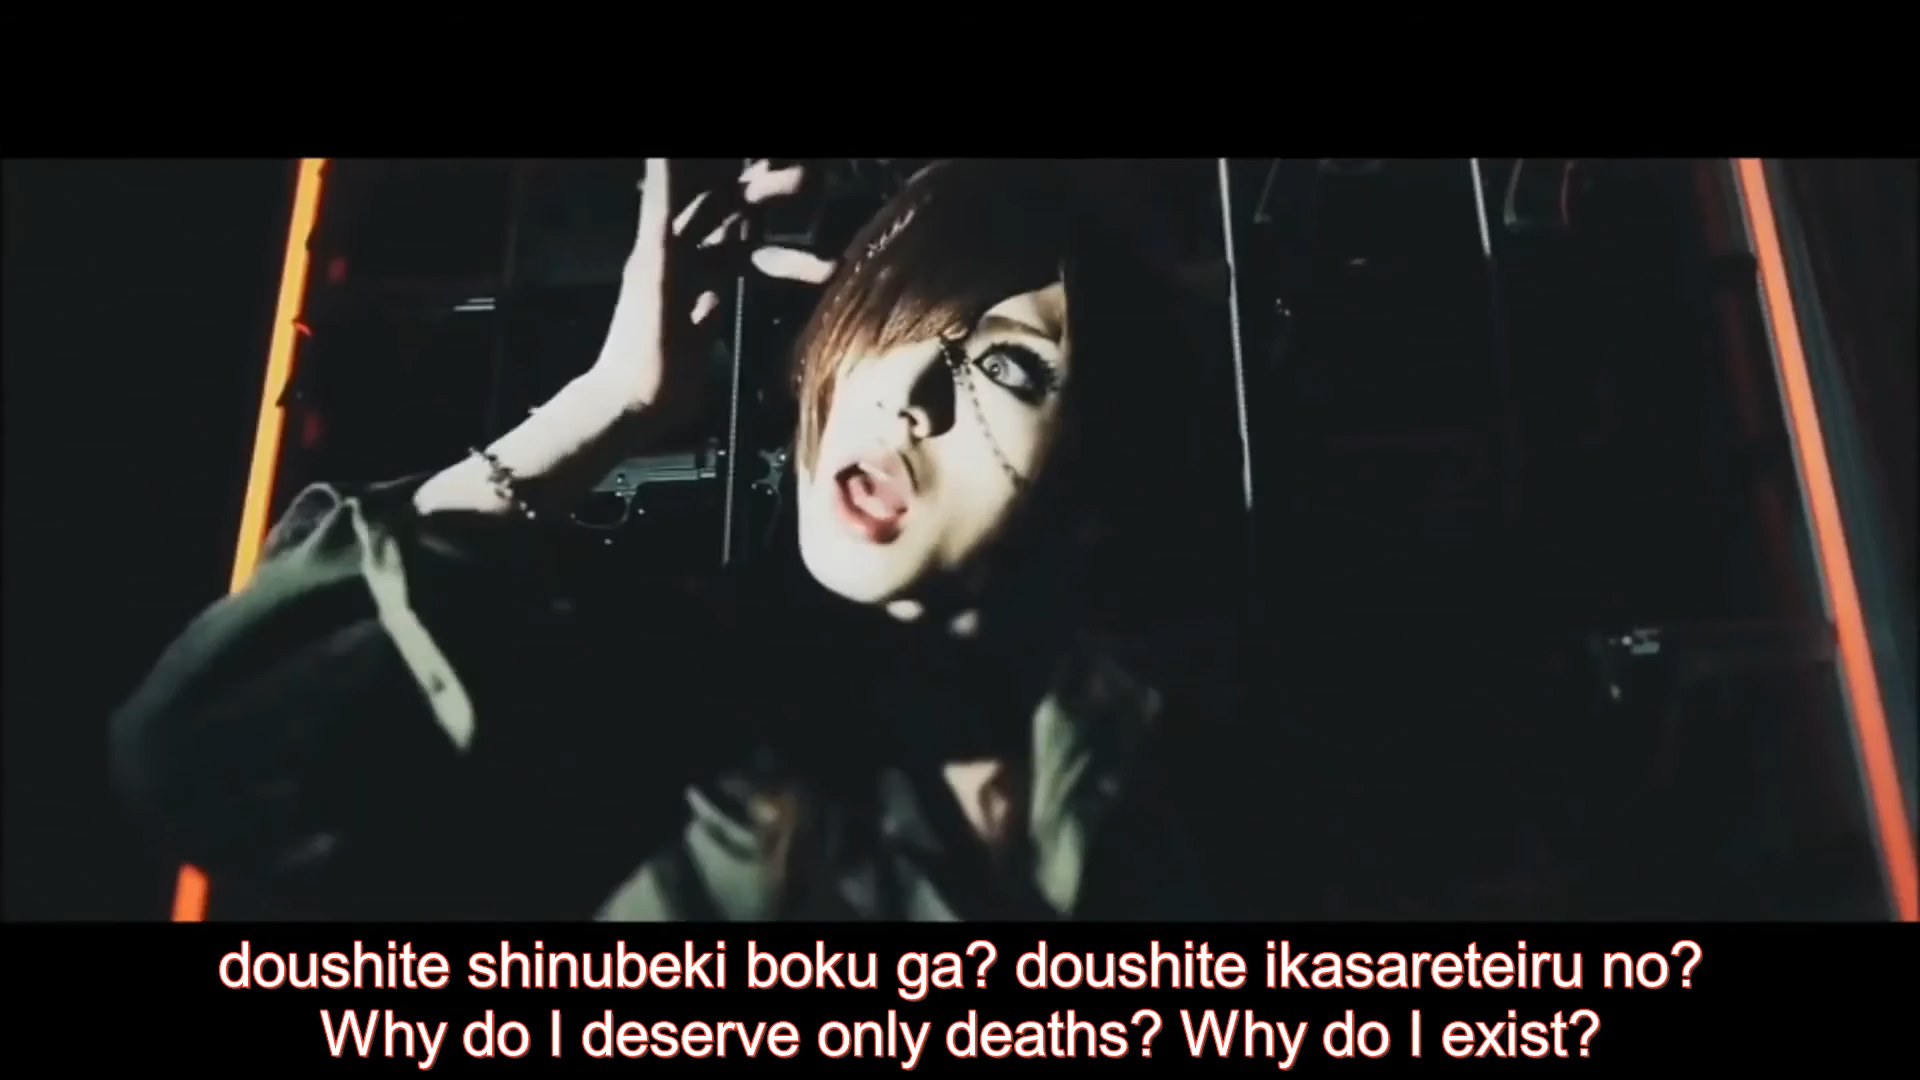 doushite shinubeki boku ga? doushite ikasareteiru no?
Why do I deserve only deaths? Why do I exist?